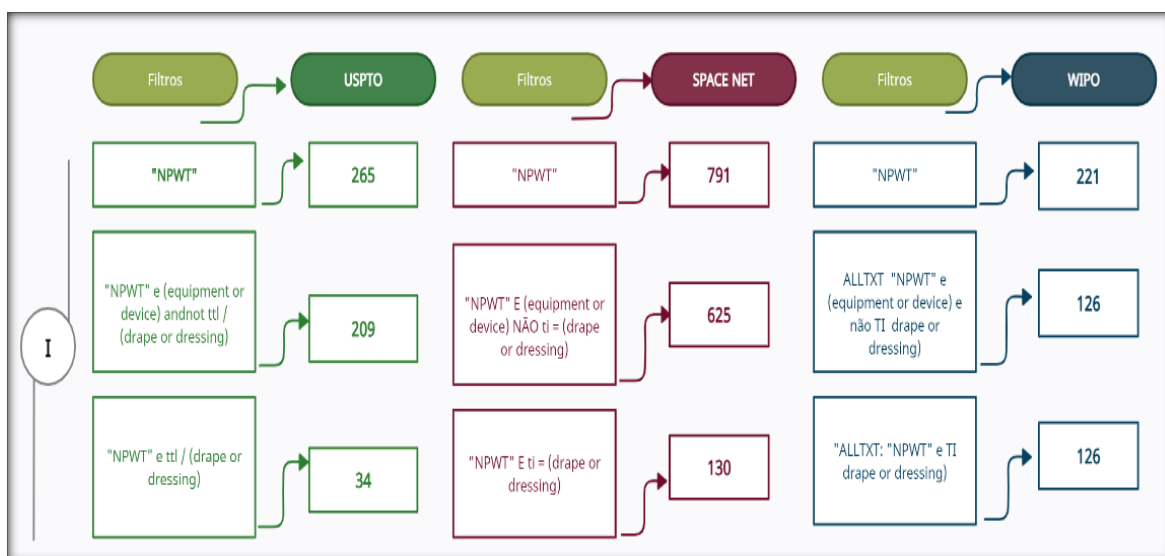 Filtros
USPTO
Filtros
SPACE NET
Filtros
WIPO
"NPWT"
265
"NPWT"
791
"NPWT"
221
"NPWT" e (equipment or
device) andnot ttl /
(drape or dressing)
209
"NPWT" E (equipment or
device) NÃO ti = (drape
or dressing)
625
ALLTXT "NPWT" e
(equipment or device) e
não TI drape or
dressing)
126
I
"NPWT" e ttl / (drape or
dressing)
34
"NPWT" E ti = (drape or
dressing)
130
"ALLTXT: "NPWT" e TI
drape or dressing)
126